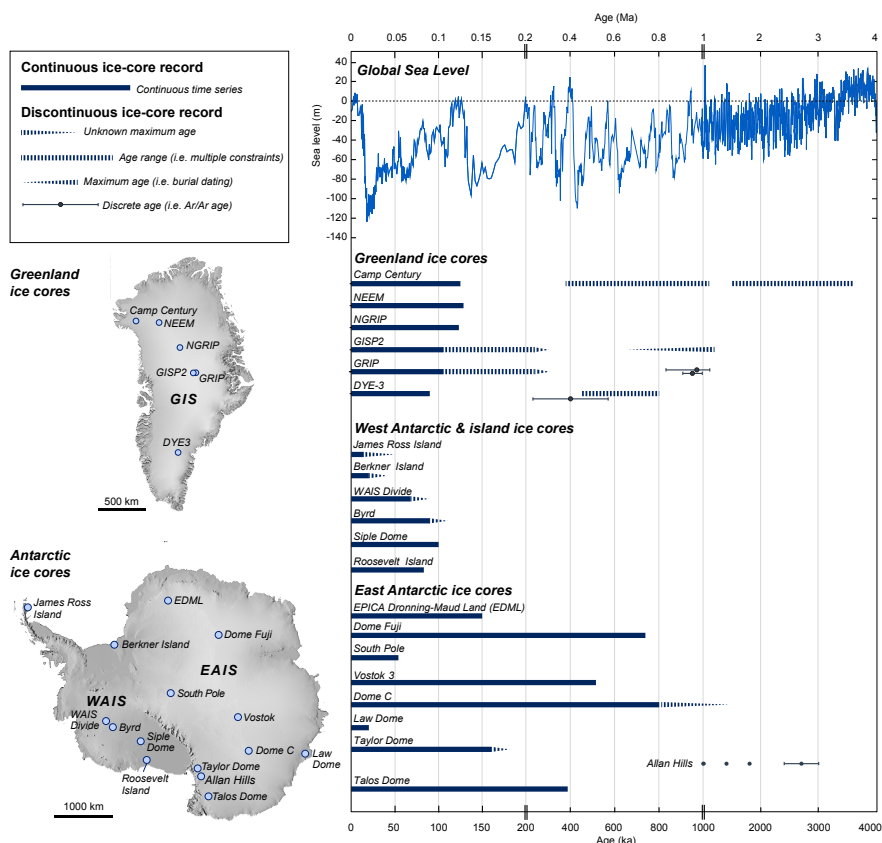 Continuous ice-core record
Continuous time series
Discontinuous ice-core record
Unknown maximum age
Age range (i.e. multiple constraints)
Maximum age (i.e. burial dating)
Discrete age (i.e. Ar/Ar age)
Age (Ma)
0 0.05 0.1 0.15 0.2 0.4 0.6 0.8 1 2 3 4
Global Sea Level
Sea level (m)
40
20
0
-20
-40
-60
-80
-100
-120
-140
Greenland
ice cores
Camp Century
NEEM
NGRIP
GISP2
GRIP
GIS
DYE3
500 km
Greenland ice cores
Camp Century
NEEM
NGRIP
GISP2
GRIP
DYE-3
West Antarctic & island ice cores
James Ross Island
Berkner Island
WAIS Divide
Byrd
Siple Dome
Roosevelt Island
East Antarctic ice cores
EPICA Dronning-Maud Land (EDML)
Dome Fuji
South Pole
Vostok 3
Dome C
Law Dome
Taylor Dome
Allan Hills
Talos Dome
0 50 100 150 200 400 600 800 1000 2000 3000 4000
Age (ka)
Antarctic
ice cores
James Ross
Island
EDML
Berkner Island
Dome Fuji
EAIS
South Pole
WAIS
WAIS
Divide
Byrd
Siple
Dome
Vostok
Dome C
Law
Dome
Roosevelt
Island
Taylor Dome
Allan Hills
Talos Dome
1000 km